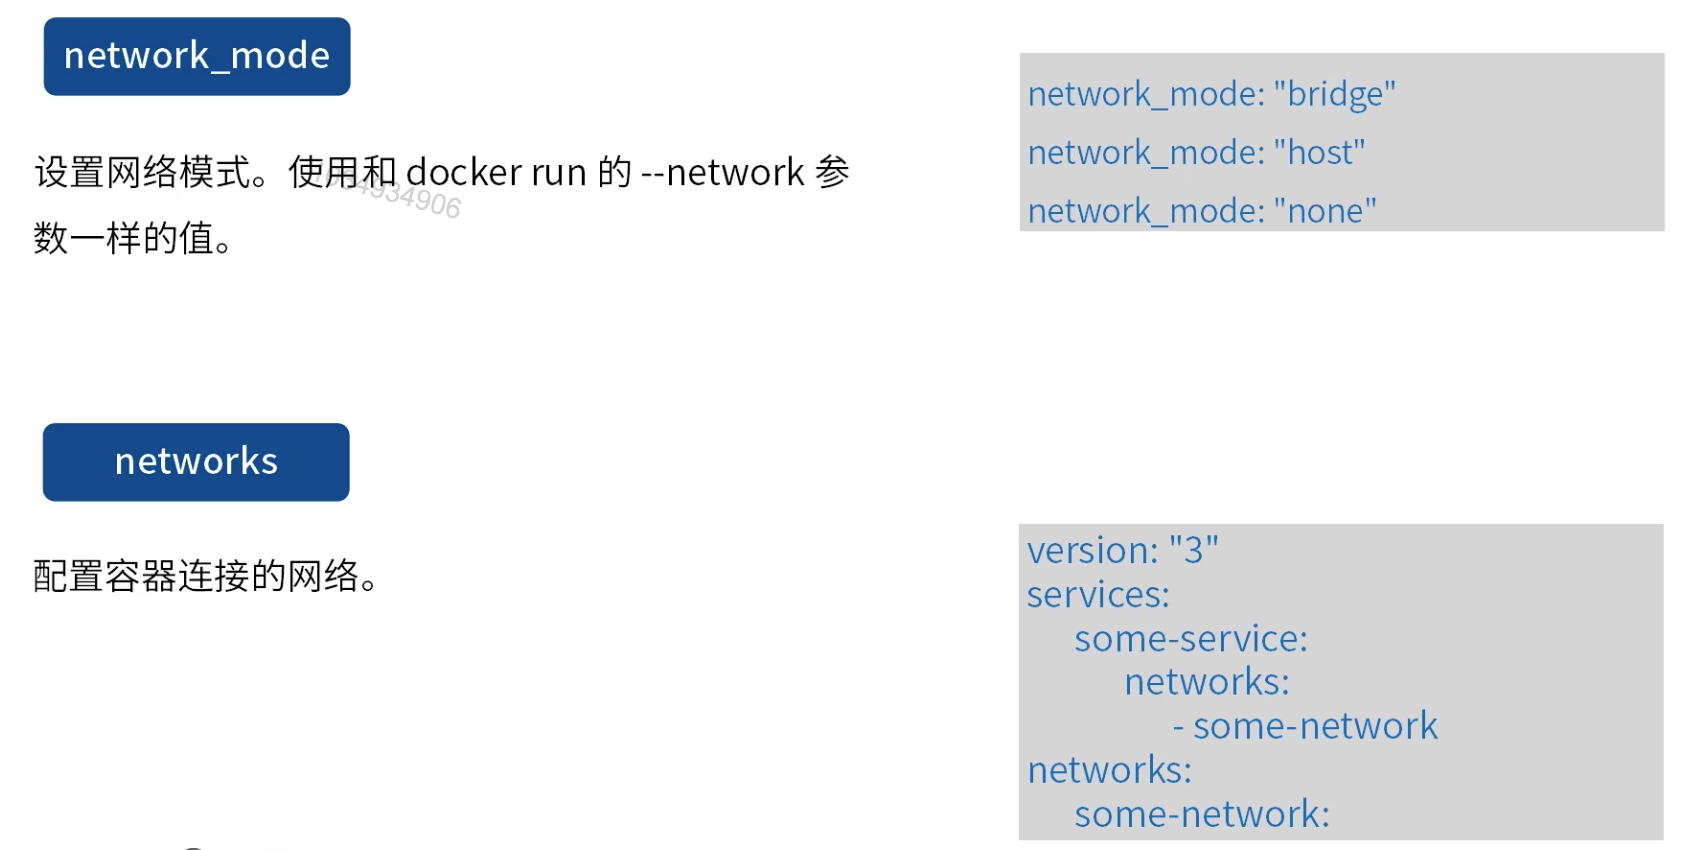 network_mode
设置网络模式。使用和 docker run 的 --network 参
数一样的值。
network_mode: "bridge"
network_mode: "host"
network_mode: "none"
networks
配置容器连接的网络。
version: "3"
services:
some-service:
networks:
- some-network
networks:
some-network: